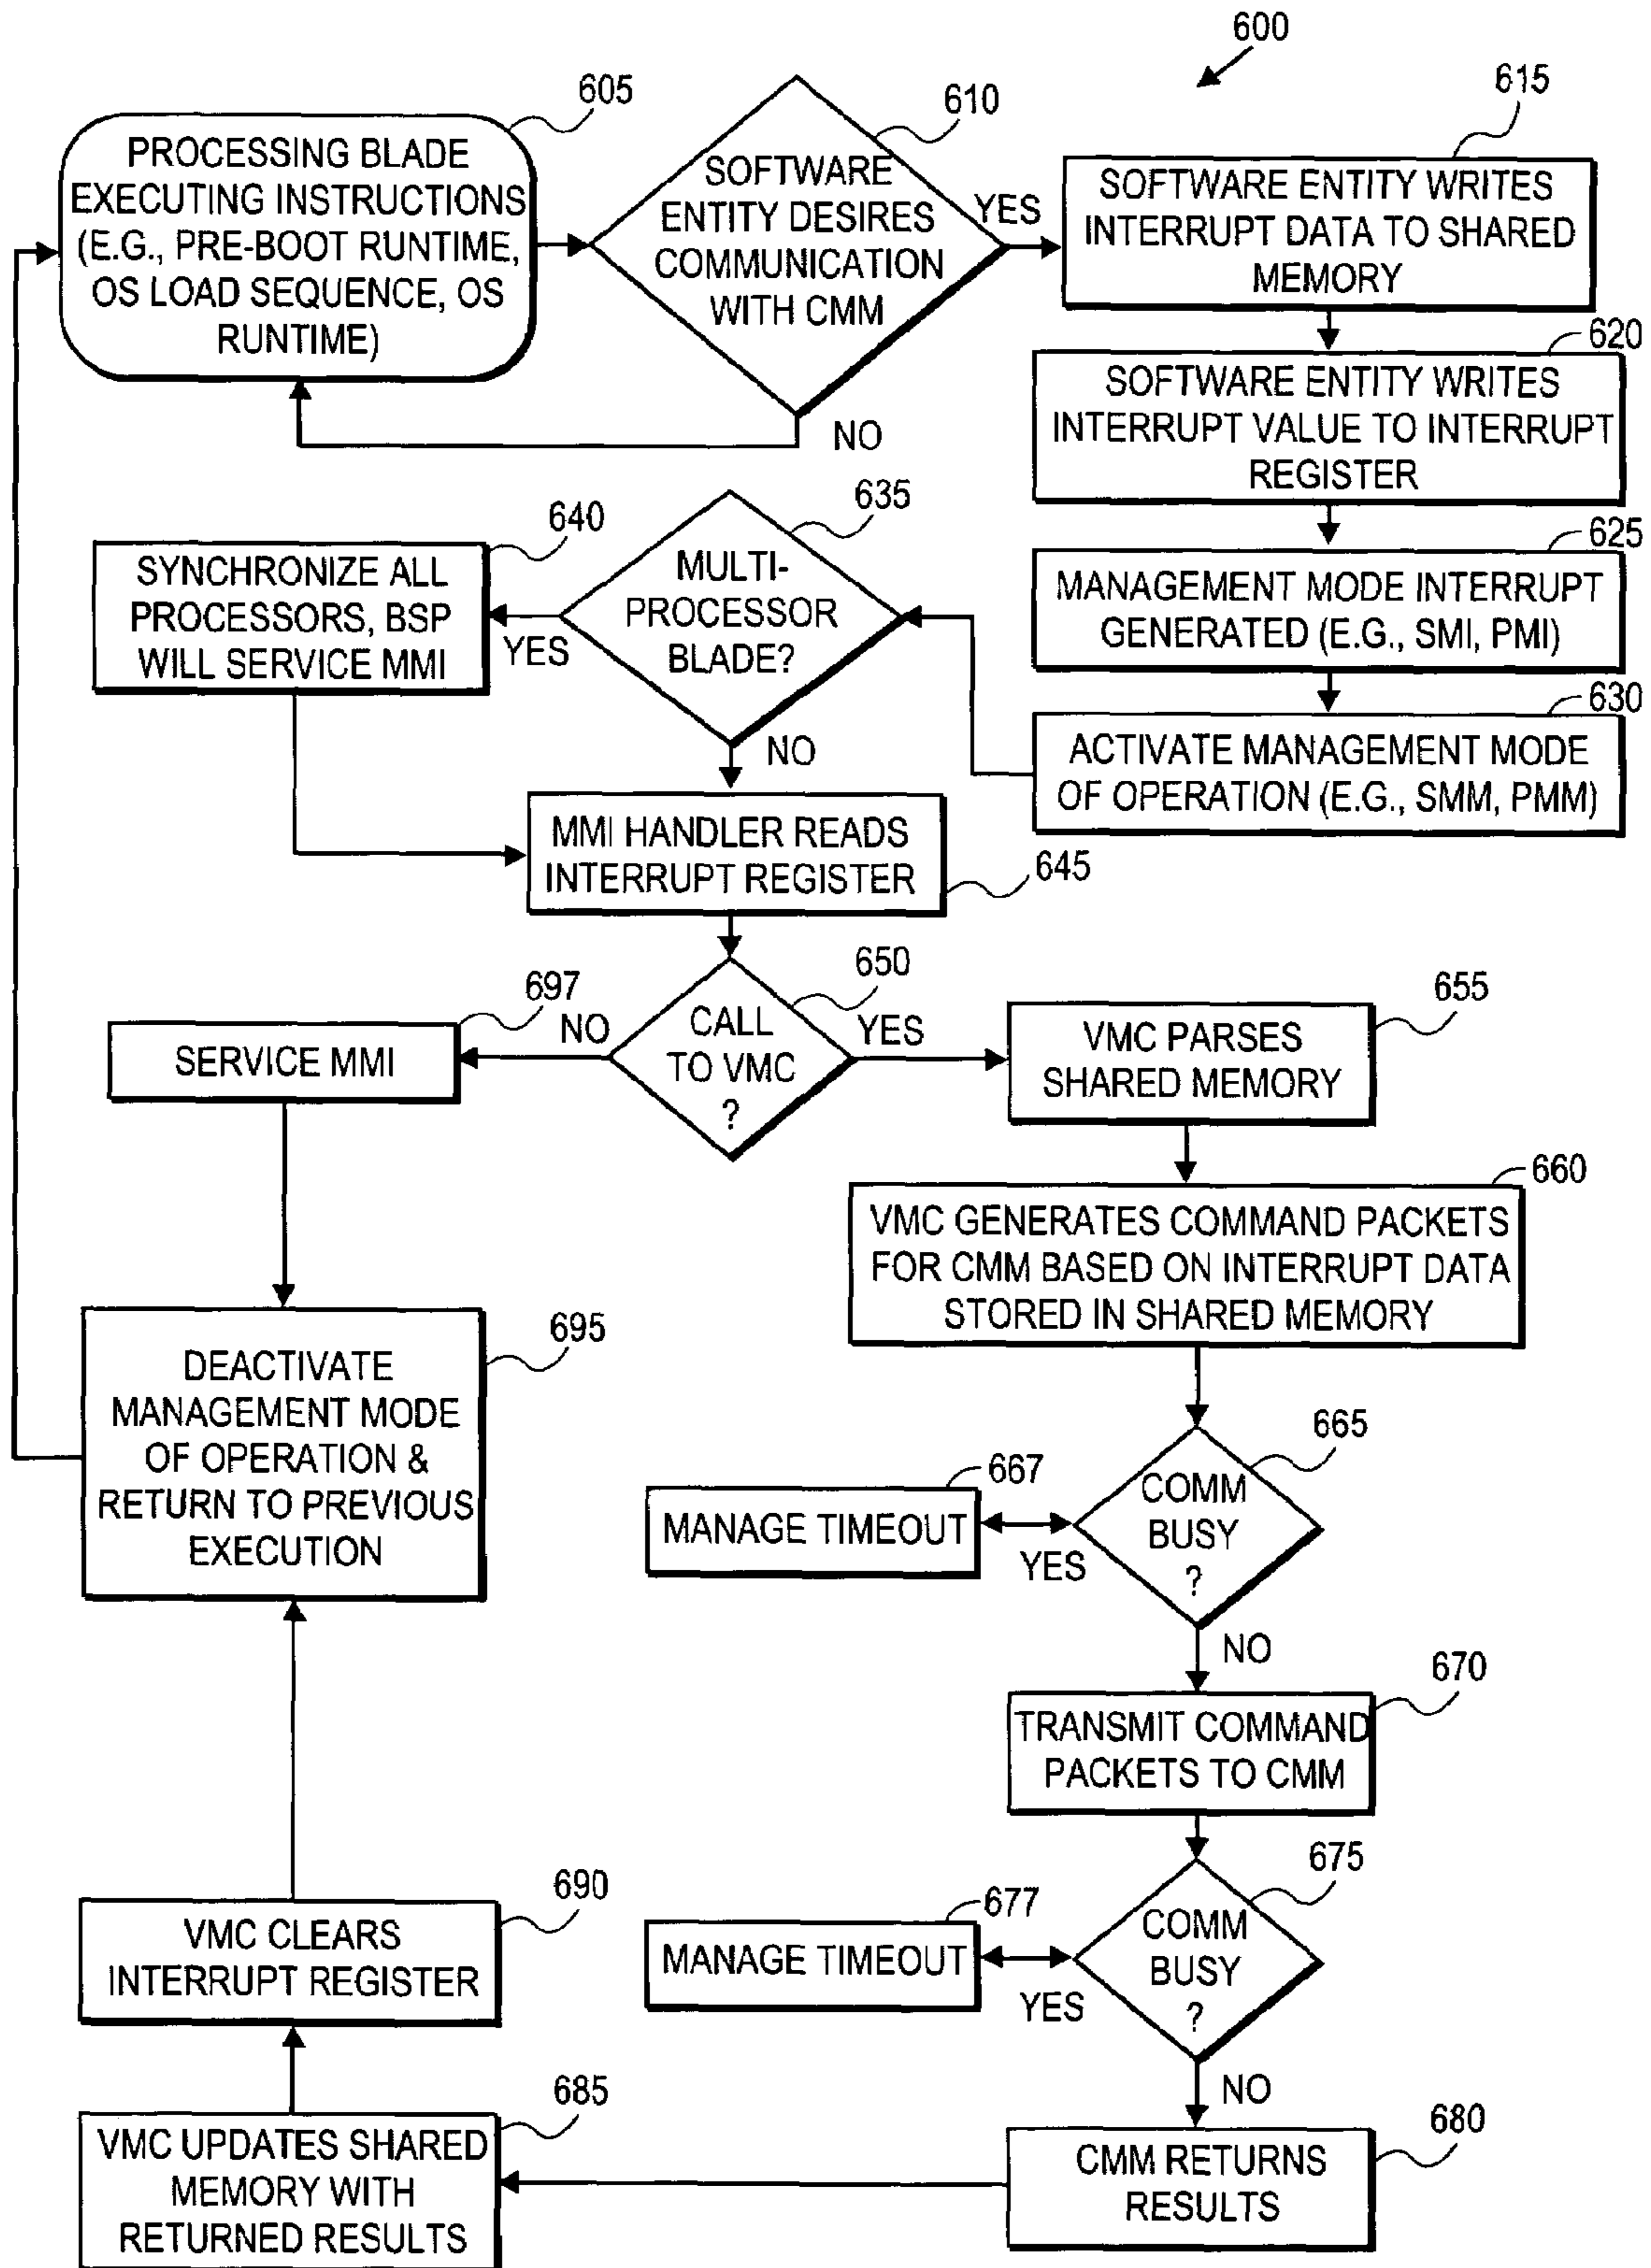 600
605
PROCESSING BLADE
EXECUTING INSTRUCTIONS
(E.G., PRE-BOOT RUNTIME,
OS LOAD SEQUENCE, OS
RUNTIME)
610
SOFTWARE
ENTITY DESIRES
COMMUNICATION
WITH CMM
YES
NO
615
SOFTWARE ENTITY WRITES
INTERRUPT DATA TO SHARED
MEMORY
620
SOFTWARE ENTITY WRITES
INTERRUPT VALUE TO INTERRUPT
REGISTER
625
MANAGEMENT MODE INTERRUPT
GENERATED (E.G., SMI, PMI)
630
ACTIVATE MANAGEMENT MODE
OF OPERATION (E.G., SMM, PMM)
635
MULTI-
PROCESSOR
BLADE?
YES
NO
640
SYNCHRONIZE ALL
PROCESSORS, BSP
WILL SERVICE MMI
MMI HANDLER READS
INTERRUPT REGISTER
645
650
CALL
TO VMC
?
NO
YES
697
SERVICE MMI
655
VMC PARSES
SHARED MEMORY
660
VMC GENERATES COMMAND PACKETS
FOR CMM BASED ON INTERRUPT DATA
STORED IN SHARED MEMORY
665
COMM
BUSY
?
YES
NO
667
MANAGE TIMEOUT
670
TRANSMIT COMMAND
PACKETS TO CMM
675
COMM
BUSY
?
YES
NO
677
MANAGE TIMEOUT
680
CMM RETURNS
RESULTS
685
VMC UPDATES SHARED
MEMORY WITH
RETURNED RESULTS
690
VMC CLEARS
INTERRUPT REGISTER
695
DEACTIVATE
MANAGEMENT MODE
OF OPERATION &
RETURN TO PREVIOUS
EXECUTION